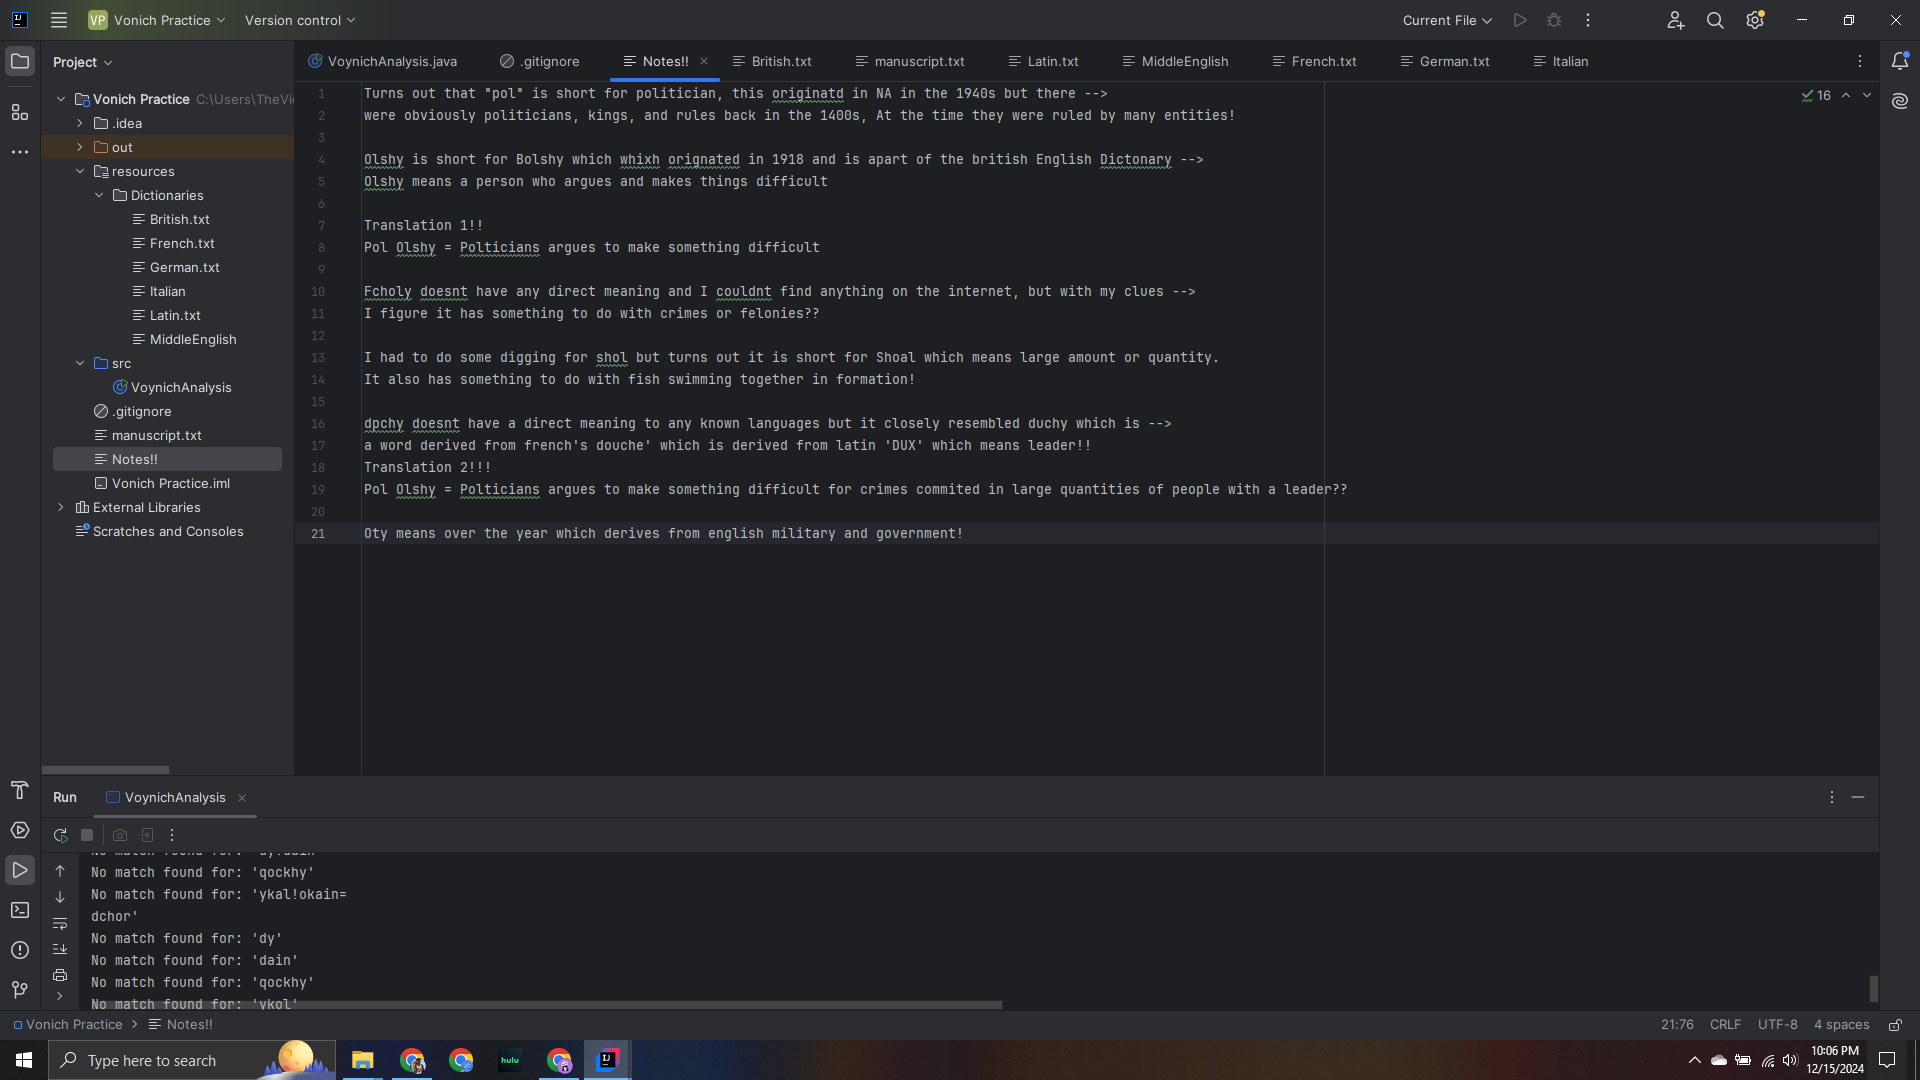 VP Vonich Practice Version control Current File
Project
Vonich Practice C:\Users\TheVi
.idea
out
resources
Dictionaries
British.txt
French.txt
German.txt
Italian
Latin.txt
MiddleEnglish
src
VoynichAnalysis
.gitignore
manuscript.txt
Notes!!
Vonich Practice.iml
External Libraries
Scratches and Consoles
VoynichAnalysis.java .gitignore Notes!! British.txt manuscript.txt Latin.txt MiddleEnglish French.txt German.txt Italian
16
1 Turns out that "pol" is short for politician, this originatd in NA in the 1940s but there -->
2 were obviously politicians, kings, and rules back in the 1400s, At the time they were ruled by many entities!
3
4 Olshy is short for Bolshy which whixh orignated in 1918 and is apart of the british English Dictonary -->
5 Olshy means a person who argues and makes things difficult
6
7 Translation 1!!
8 Pol Olshy = Polticians argues to make something difficult
9
10 Fcholy doesnt have any direct meaning and I couldnt find anything on the internet, but with my clues -->
11 I figure it has something to do with crimes or felonies??
12
13 I had to do some digging for shol but turns out it is short for Shoal which means large amount or quantity.
14 It also has something to do with fish swimming together in formation!
15
16 dpchy doesnt have a direct meaning to any known languages but it closely resembled duchy which is -->
17 a word derived from french's douche' which is derived from latin 'DUX' which means leader!!
18 Translation 2!!!
19 Pol Olshy = Polticians argues to make something difficult for crimes commited in large quantities of people with a leader??
20
21 Oty means over the year which derives from english military and government!
Run VoynichAnalysis
No match found for: 'dy!dain'
No match found for: 'qockhy'
No match found for: 'ykal!okain=
dchor'
No match found for: 'dy'
No match found for: 'dain'
No match found for: 'qockhy'
No match found for: 'ykol'
Vonich Practice Notes!! 21:76 CRLF UTF-8 4 spaces
Type here to search
hulu
10:06 PM
12/15/2024